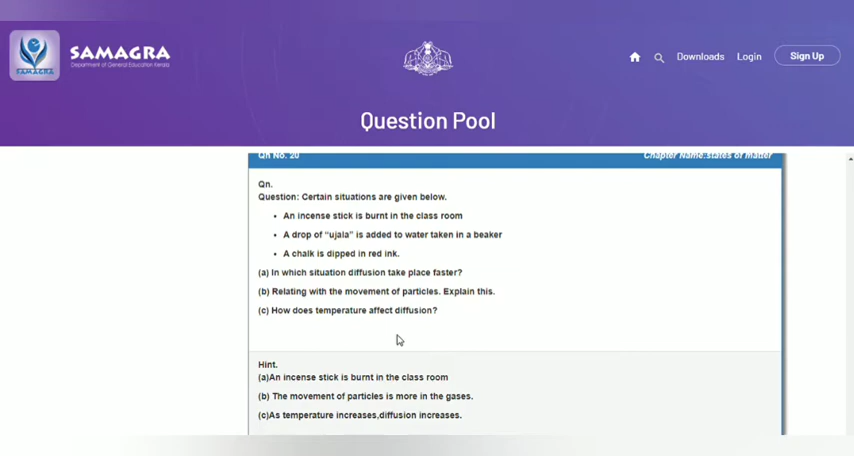 SAMAGRA
Department of General Education Kerala
SAMAGRA
Downloads
Login
Sign Up
Question Pool
Qn No. 20
Chapter Name:states of matter
Qn.
Question: Certain situations are given below.
• An incense stick is burnt in the class room
• A drop of “ujala” is added to water taken in a beaker
• A chalk is dipped in red ink.
(a) In which situation diffusion take place faster?
(b) Relating with the movement of particles. Explain this.
(c) How does temperature affect diffusion?
Hint.
(a)An incense stick is burnt in the class room
(b) The movement of particles is more in the gases.
(c)As temperature increases,diffusion increases.